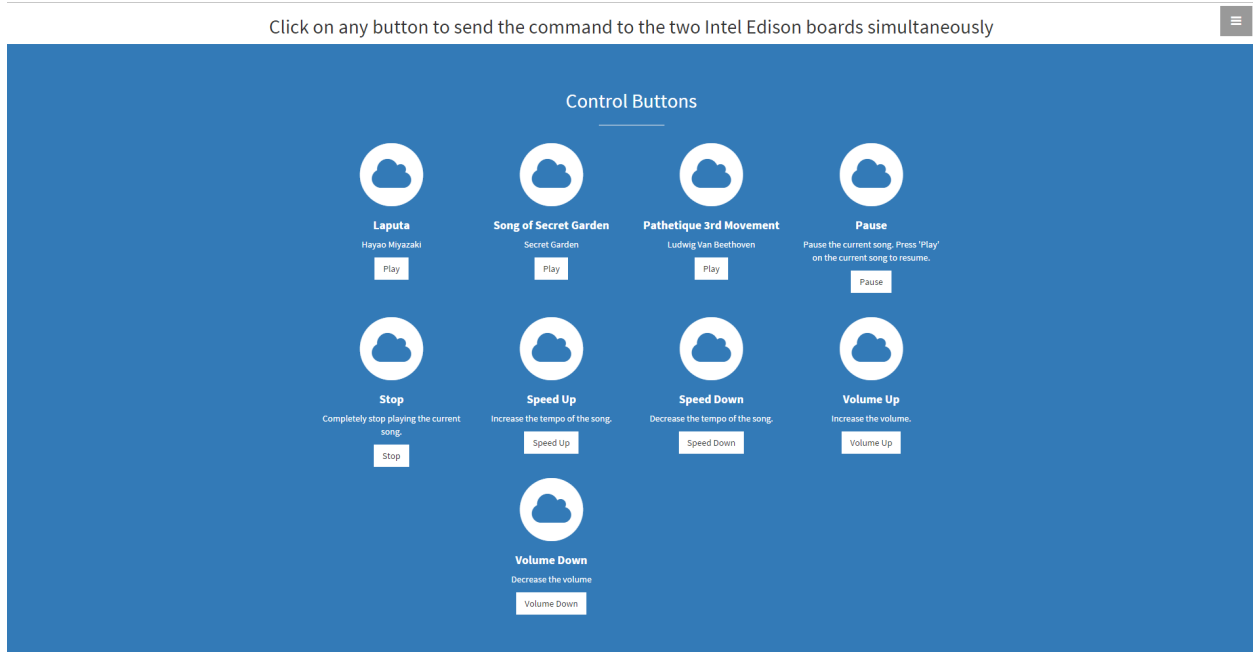 Click on any button to send the command to the two Intel Edison boards simultaneously
Control Buttons
Laputa
Hayao Miyazaki
Play
Song of Secret Garden
Secret Garden
Play
Pathetique 3rd Movement
Ludwig Van Beethoven
Play
Pause
Pause the current song. Press 'Play'
on the current song to resume.
Pause
Stop
Completely stop playing the current
song.
Stop
Speed Up
Increase the tempo of the song.
Speed Up
Speed Down
Decrease the tempo of the song.
Speed Down
Volume Up
Increase the volume.
Volume Up
Volume Down
Decrease the volume
Volume Down